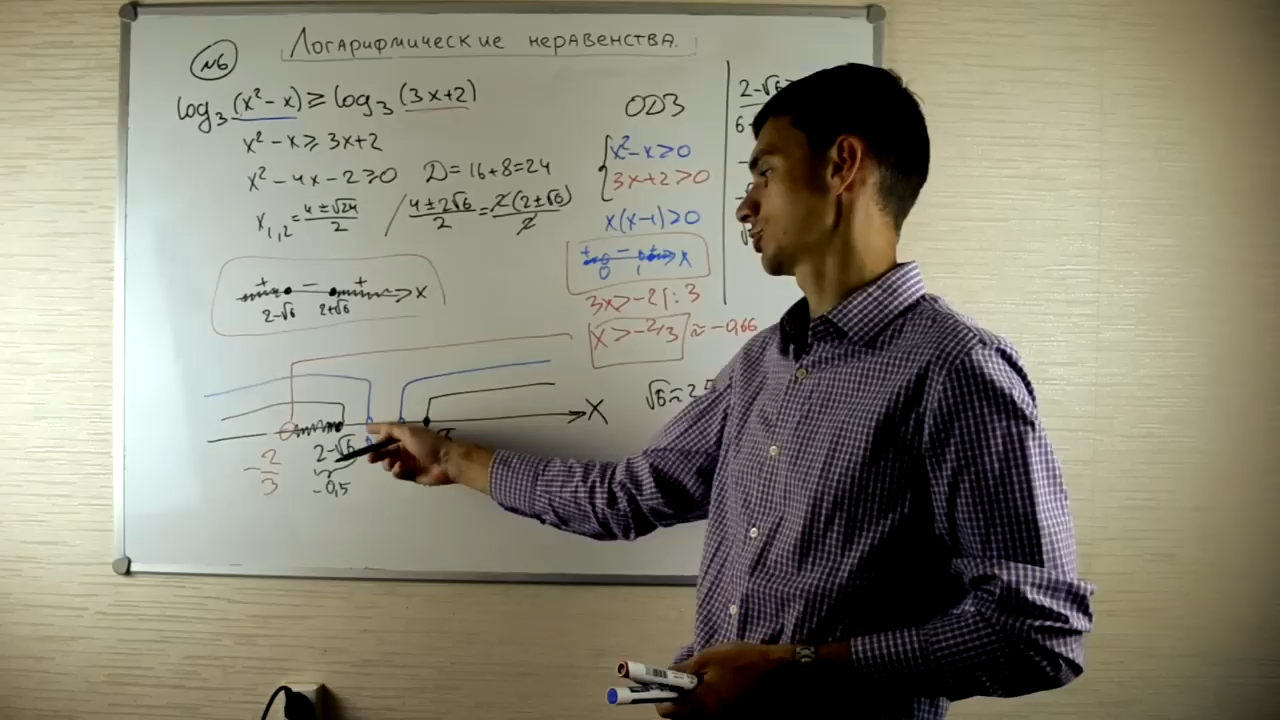 №6
Логарифмические неравенства.
log₃(x²-x)≥log₃(3x+2)
x²-x≥3x+2
x²-4x-2≥0 D=16+8=24
x₁,₂=(4±√24)/2 / (4±2√6)/2=2(2±√6)/2
+ - + x
2-√6 2+√6
ОДЗ
x²-x>0
3x+2>0
x(x-1)>0
+ - + x
0 1
3x>-2 |:3
x>-2/3 ≈ -0,66
2-√6
6
√6≈2,5
x
-2/3 2-√6
-0,5